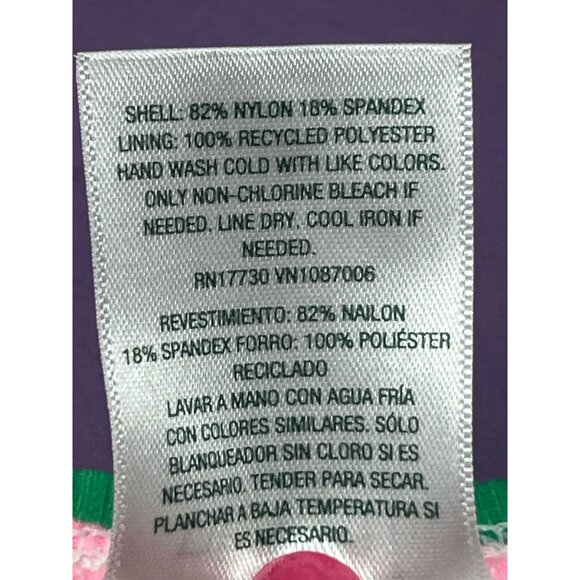 SHELL: 82% NYLON 18% SPANDEX
LINING: 100% RECYCLED POLYESTER
HAND WASH COLD WITH LIKE COLORS.
ONLY NON-CHLORINE BLEACH IF
NEEDED. LINE DRY. COOL IRON IF
NEEDED.
RN17730 VN1087006
REVESTIMIENTO: 82% NAILON
18% SPANDEX FORRO: 100% POLIÉSTER
RECICLADO
LAVAR A MANO CON AGUA FRÍA
CON COLORES SIMILARES. SÓLO
BLANQUEADOR SIN CLORO SI ES
NECESARIO. TENDER PARA SECAR.
PLANCHAR A BAJA TEMPERATURA SI
ES NECESARIO.